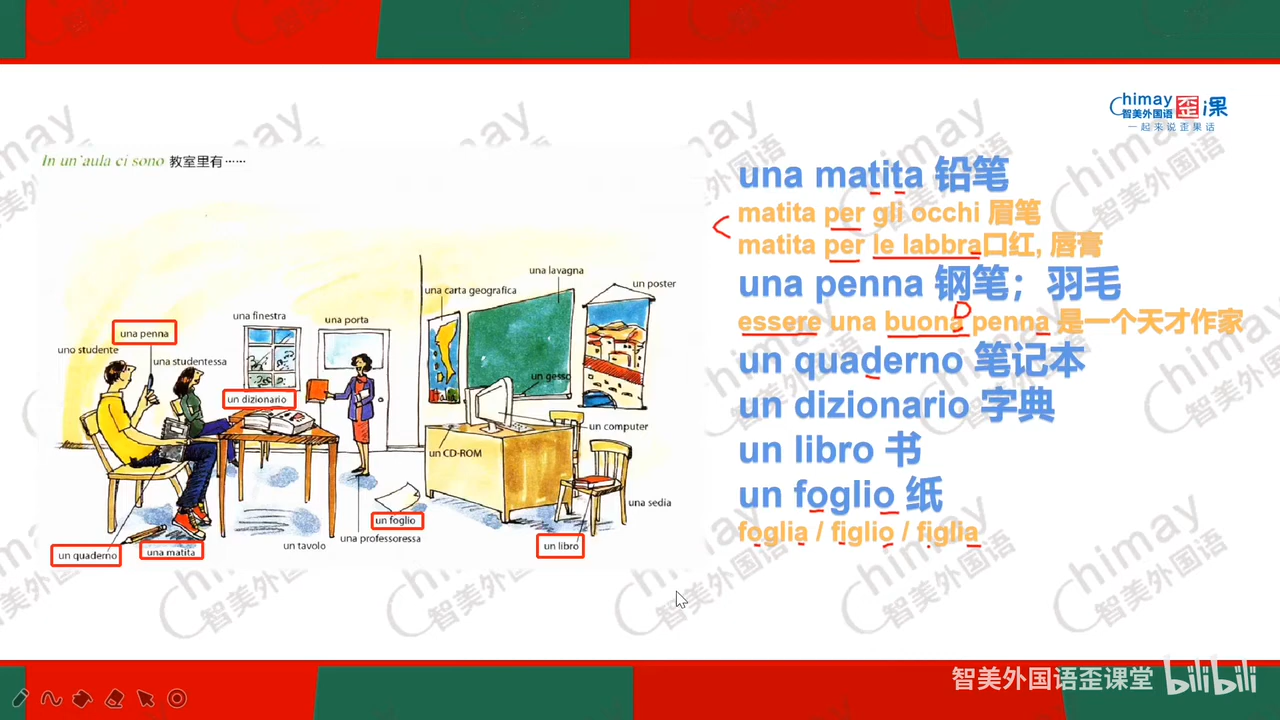 himay
智美外国语
歪课
一起来说歪果话
In un'aula ci sono 教室里有……
una penna
uno studente
una studentessa
una finestra
una porta
un dizionario
una carta geografica
una lavagna
un poster
un gesso
un computer
un CD-ROM
una sedia
un foglio
una professoressa
un libro
un tavolo
un quaderno
una matita
una matita 铅笔
matita per gli occhi 眉笔
matita per le labbra口红, 唇膏
una penna 钢笔；羽毛
essere una buona penna 是一个天才作家
un quaderno 笔记本
un dizionario 字典
un libro 书
un foglio 纸
foglia / figlio / figlia
智美外国语歪课堂 bilibili